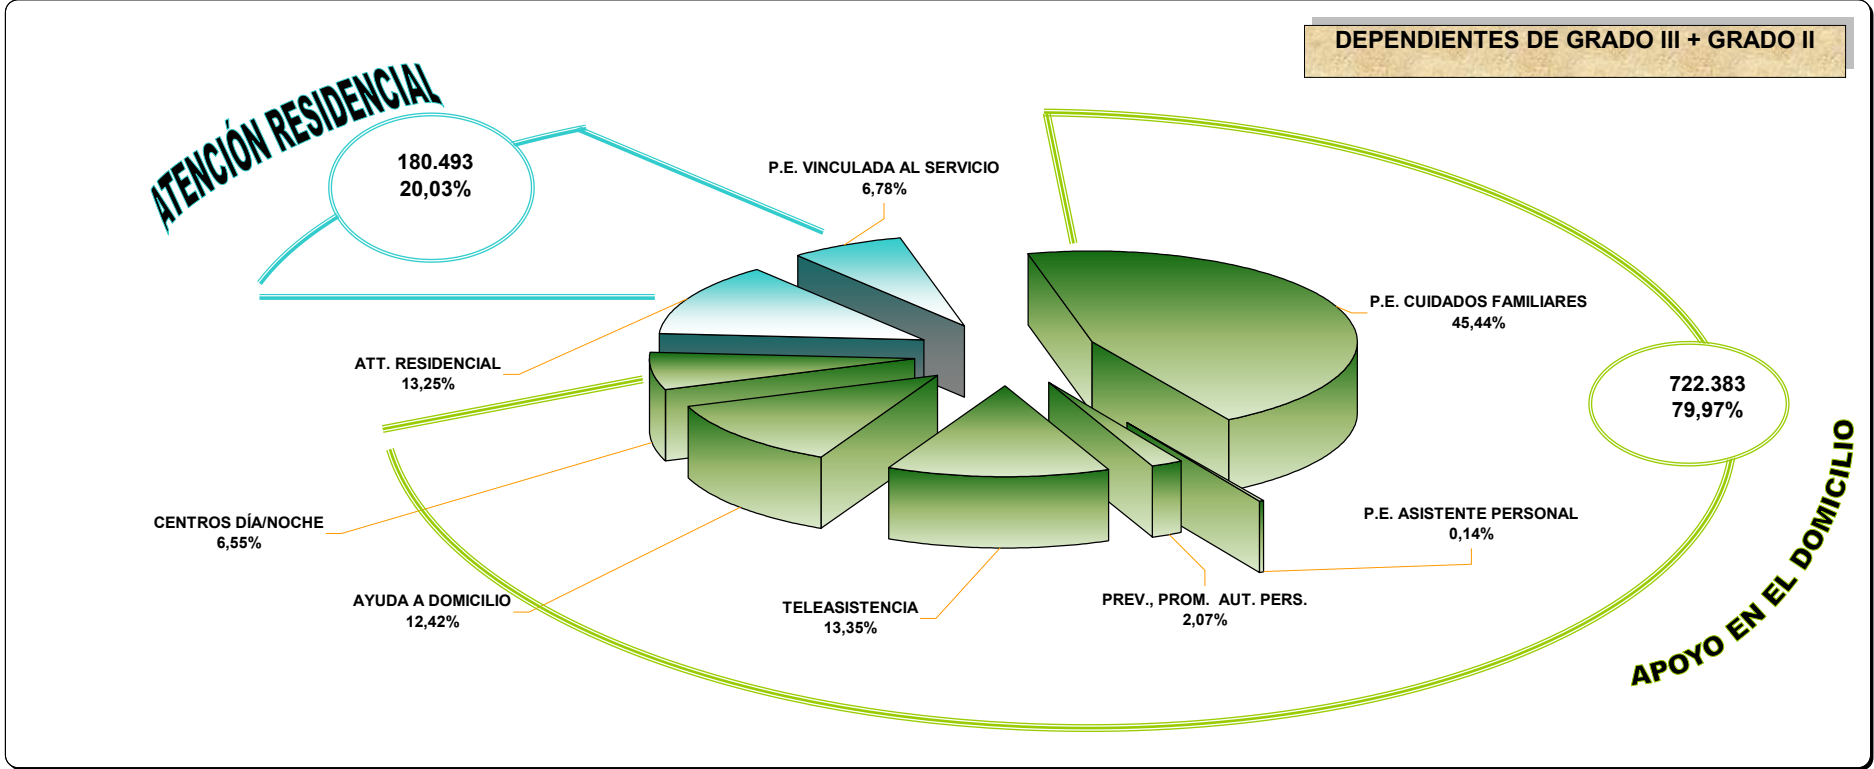 DEPENDIENTES DE GRADO III + GRADO II
ATENCIÓN RESIDENCIAL
180.493
20,03%
P.E. VINCULADA AL SERVICIO
6,78%
P.E. CUIDADOS FAMILIARES
45,44%
ATT. RESIDENCIAL
13,25%
722.383
79,97%
APOYO EN EL DOMICILIO
CENTROS DÍA/NOCHE
6,55%
P.E. ASISTENTE PERSONAL
0,14%
AYUDA A DOMICILIO
12,42%
TELEASISTENCIA
13,35%
PREV., PROM. AUT. PERS.
2,07%